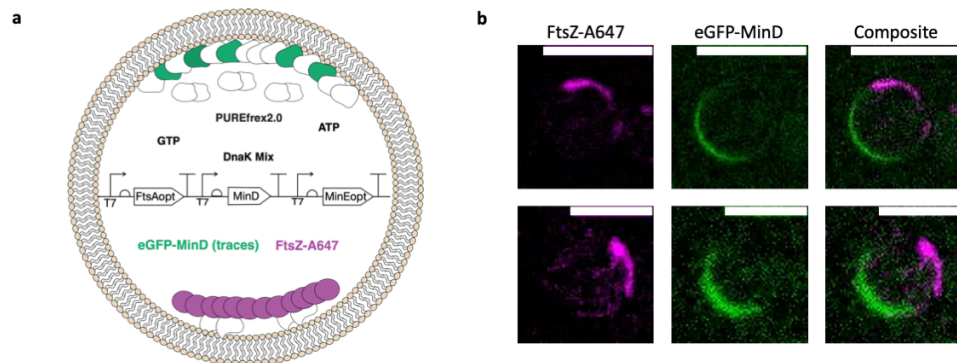 a
PUREfrex2.0
GTP
ATP
DnaK Mix
T7
FtsAopt
T7
MinD
T7
MinEopt
eGFP-MinD (traces)
FtsZ-A647
b
FtsZ-A647
eGFP-MinD
Composite